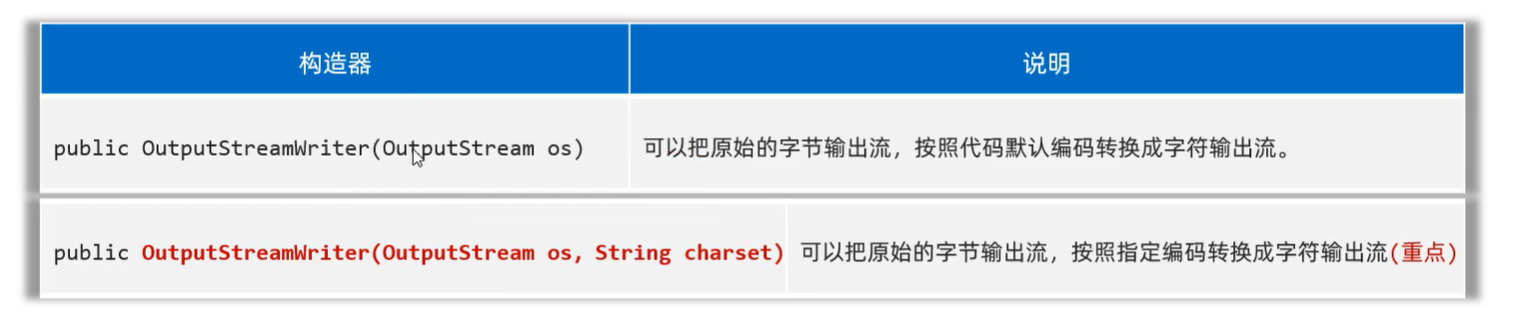 构造器 说明
public OutputStreamWriter(OutputStream os) 可以把原始的字节输出流，按照代码默认编码转换成字符输出流。
public OutputStreamWriter(OutputStream os, String charset) 可以把原始的字节输出流，按照指定编码转换成字符输出流(重点)